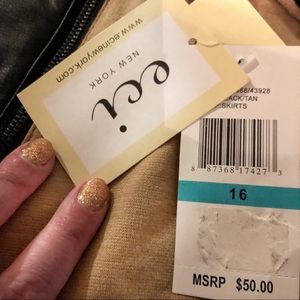 www.ecinewyork.com
NEW YORK
eci
88/43928
ACK/TAN
SKIRTS
8 87368 17427 3
16
MSRP $50.00